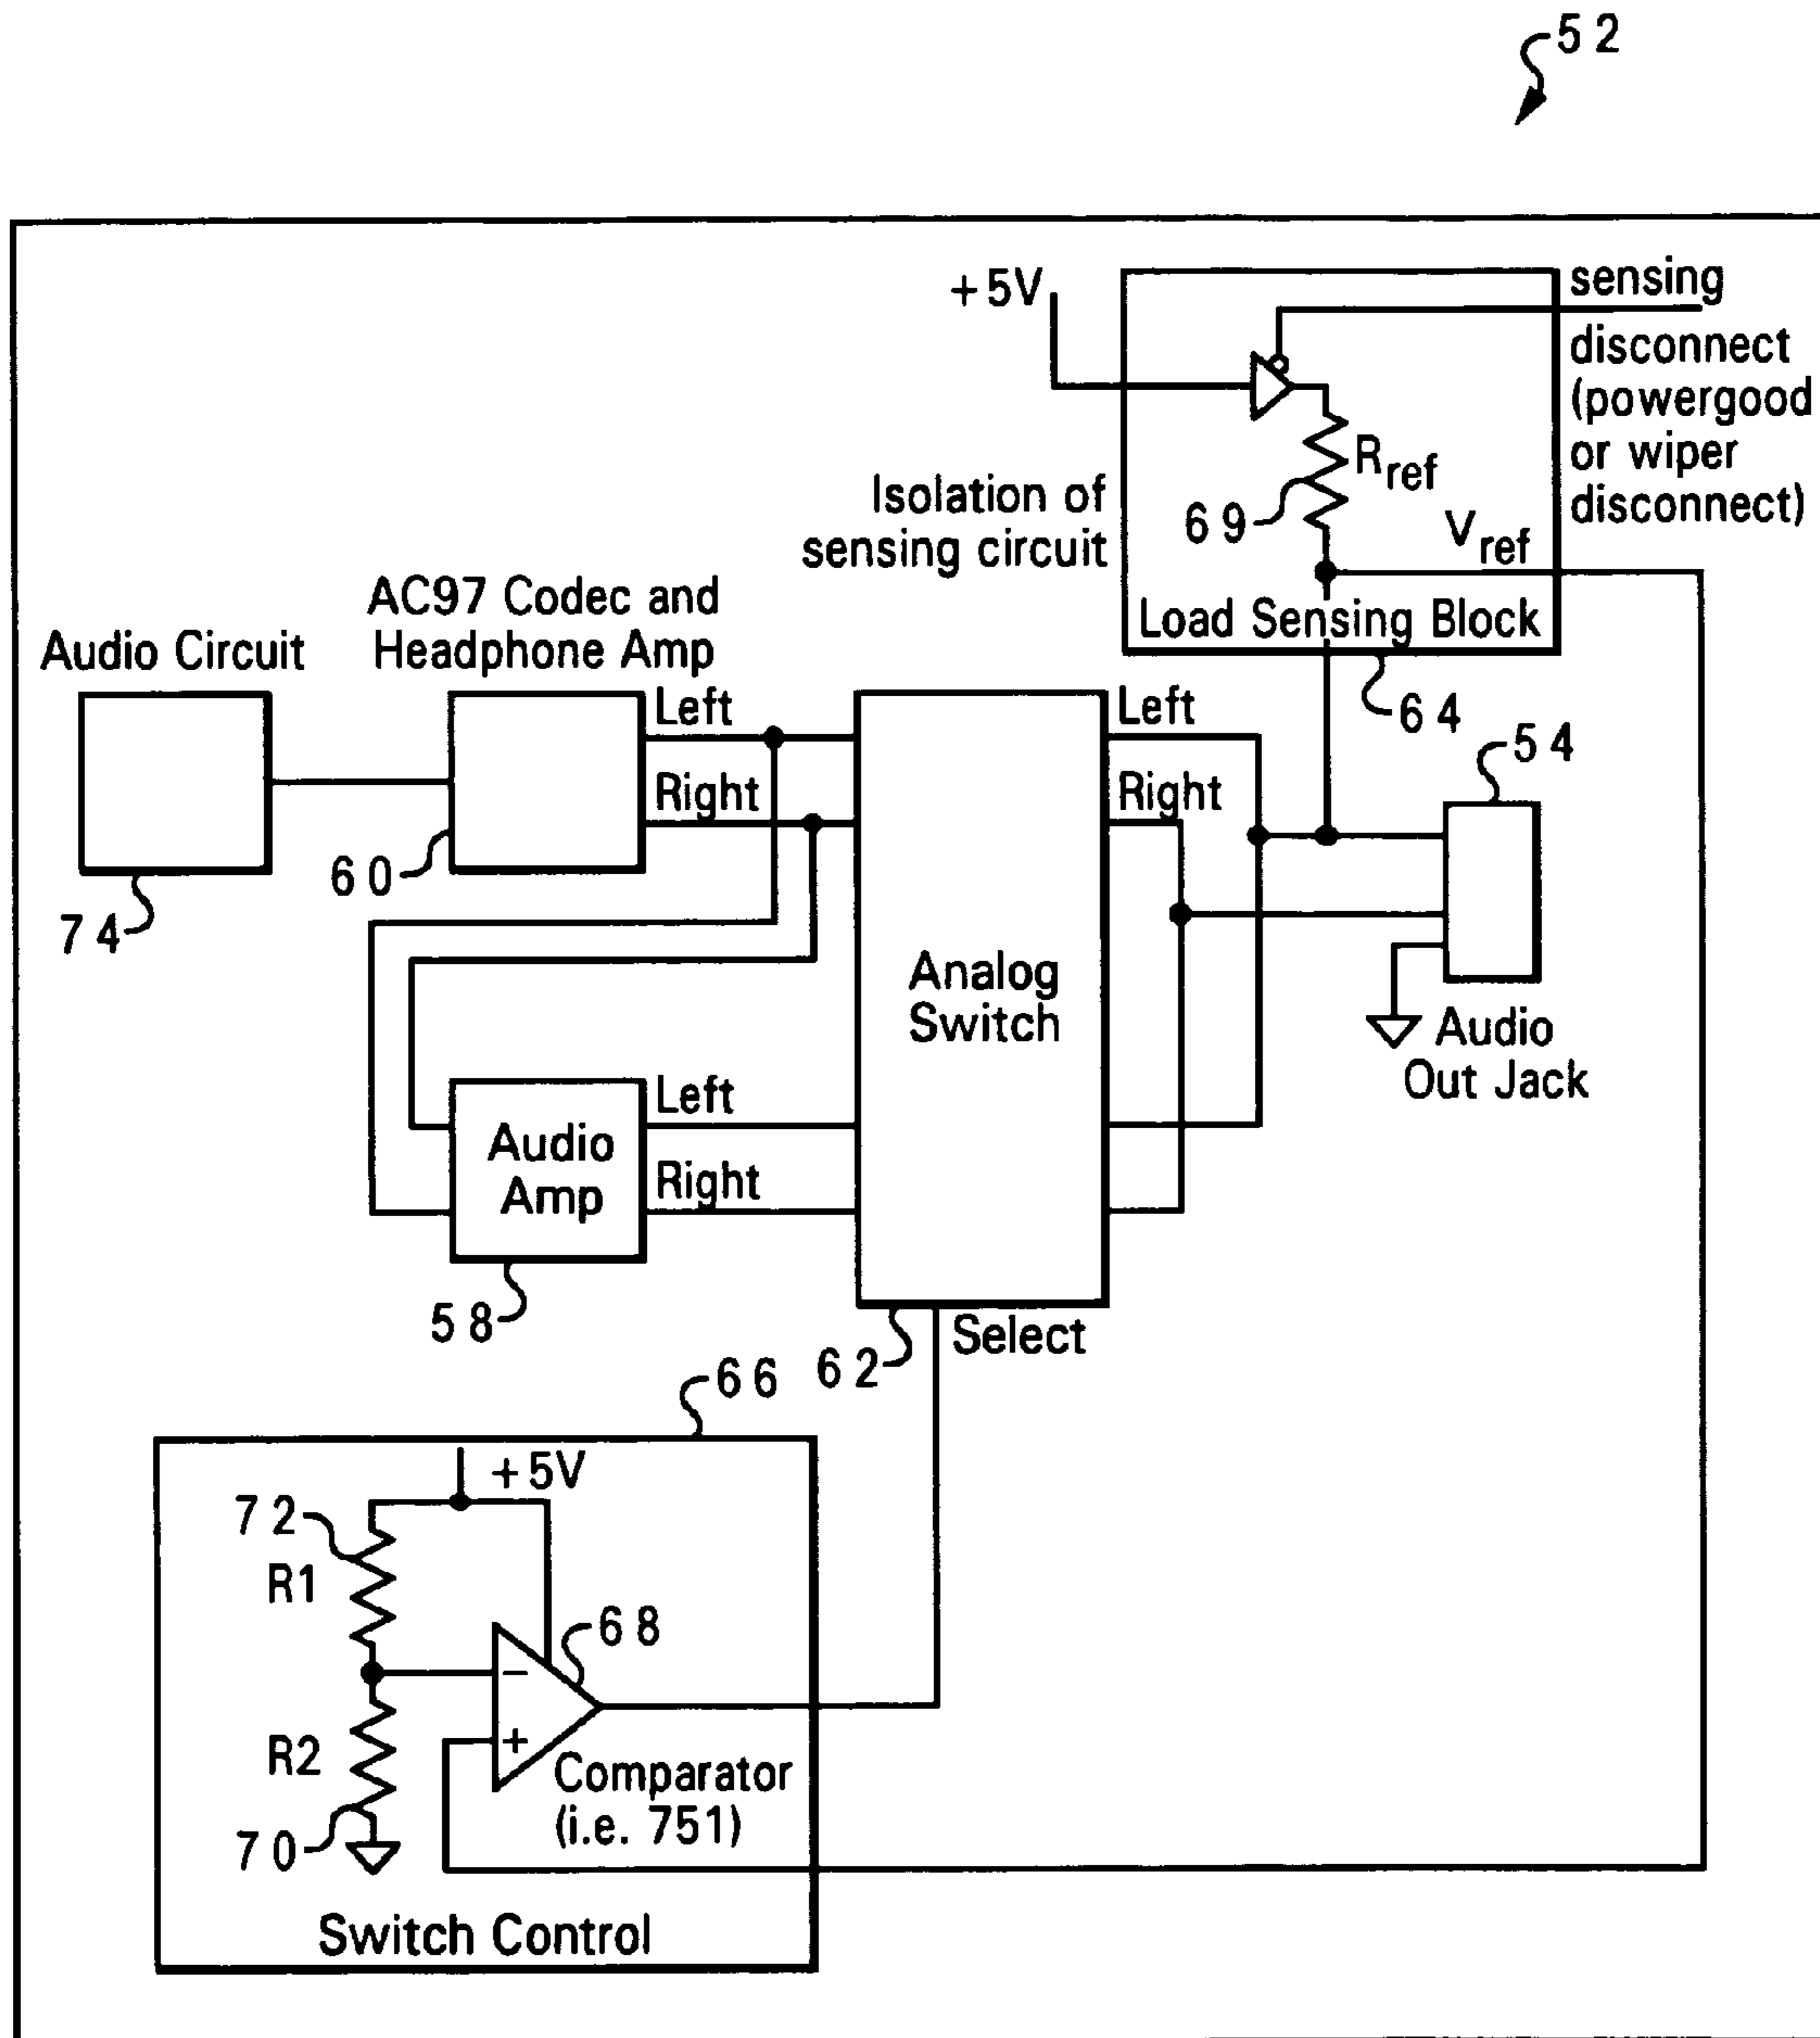 52
+5V
sensing
disconnect
(powergood
or wiper
disconnect)
Rref
69
Vref
Isolation of
sensing circuit
Load Sensing Block
64
AC97 Codec and
Headphone Amp
Audio Circuit
Left
Right
60
74
Left
Right
54
Analog
Switch
Audio
Out Jack
Audio
Amp
Left
Right
58
62
Select
66
+5V
72
R1
68
R2
70
Comparator
(i.e. 751)
Switch Control